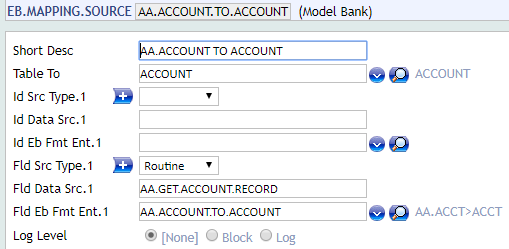 EB.MAPPING.SOURCE AA.ACCOUNT.TO.ACCOUNT (Model Bank)
Short Desc AA.ACCOUNT TO ACCOUNT
Table To ACCOUNT ACCOUNT
Id Src Type.1
Id Data Src.1
Id Eb Fmt Ent.1
Fld Src Type.1 Routine
Fld Data Src.1 AA.GET.ACCOUNT.RECORD
Fld Eb Fmt Ent.1 AA.ACCOUNT.TO.ACCOUNT AA.ACCT>ACCT
Log Level [None] Block Log